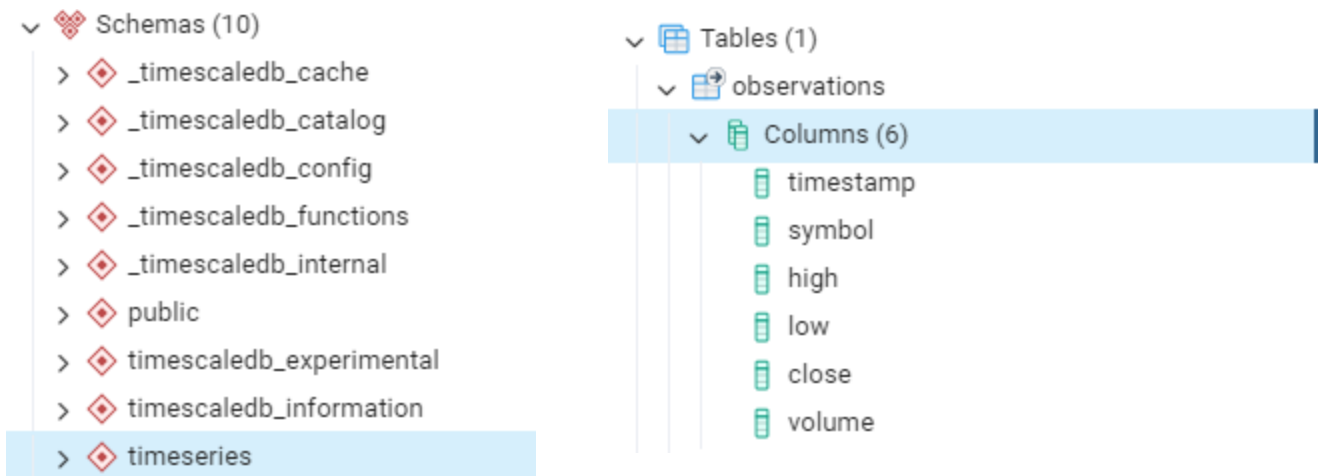 Schemas (10)
_timescaledb_cache
_timescaledb_catalog
_timescaledb_config
_timescaledb_functions
_timescaledb_internal
public
timescaledb_experimental
timescaledb_information
timeseries
Tables (1)
observations
Columns (6)
timestamp
symbol
high
low
close
volume